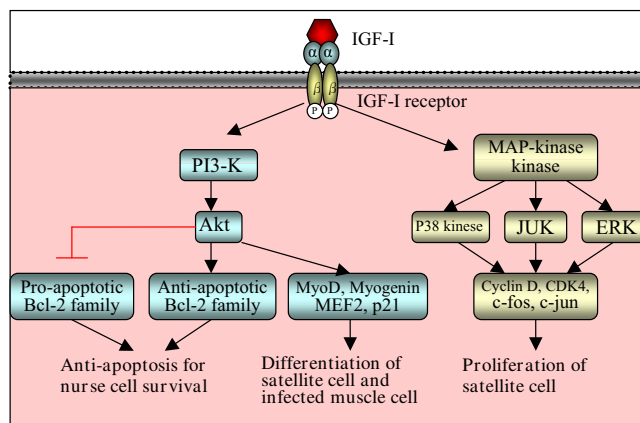 IGF-I
α α
β β
P P
IGF-I receptor
PI3-K
MAP-kinase
kinase
Akt
P38 kinese
JUK
ERK
Pro-apoptotic
Bcl-2 family
Anti-apoptotic
Bcl-2 family
MyoD, Myogenin
MEF2, p21
Cyclin D, CDK4,
c-fos, c-jun
Anti-apoptosis for
nurse cell survival
Differentiation of
satellite cell and
infected muscle cell
Proliferation of
satellite cell